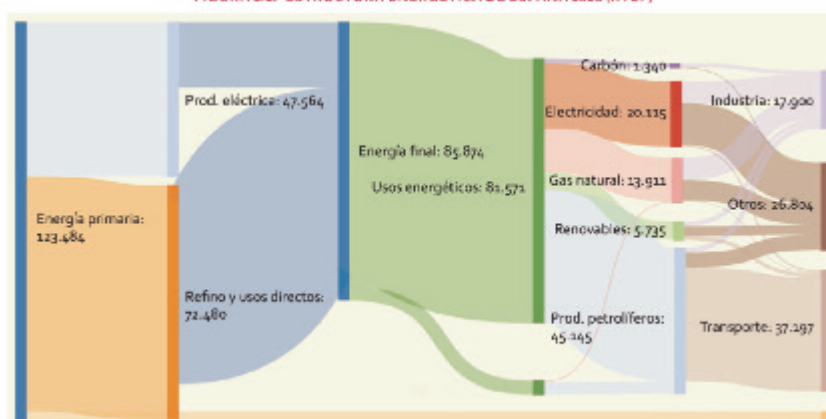 Prod. eléctrica: 47.564
Energía primaria:
123.484
Refino y usos directos:
72.480
Energía final: 85.874
Usos energéticos: 81.571
Carbón: 1.340
Electricidad: 20.115
Gas natural: 13.911
Renovables: 5.735
Prod. petrolíferos:
45.145
Industria: 17.900
Otros: 26.804
Transporte: 37.197